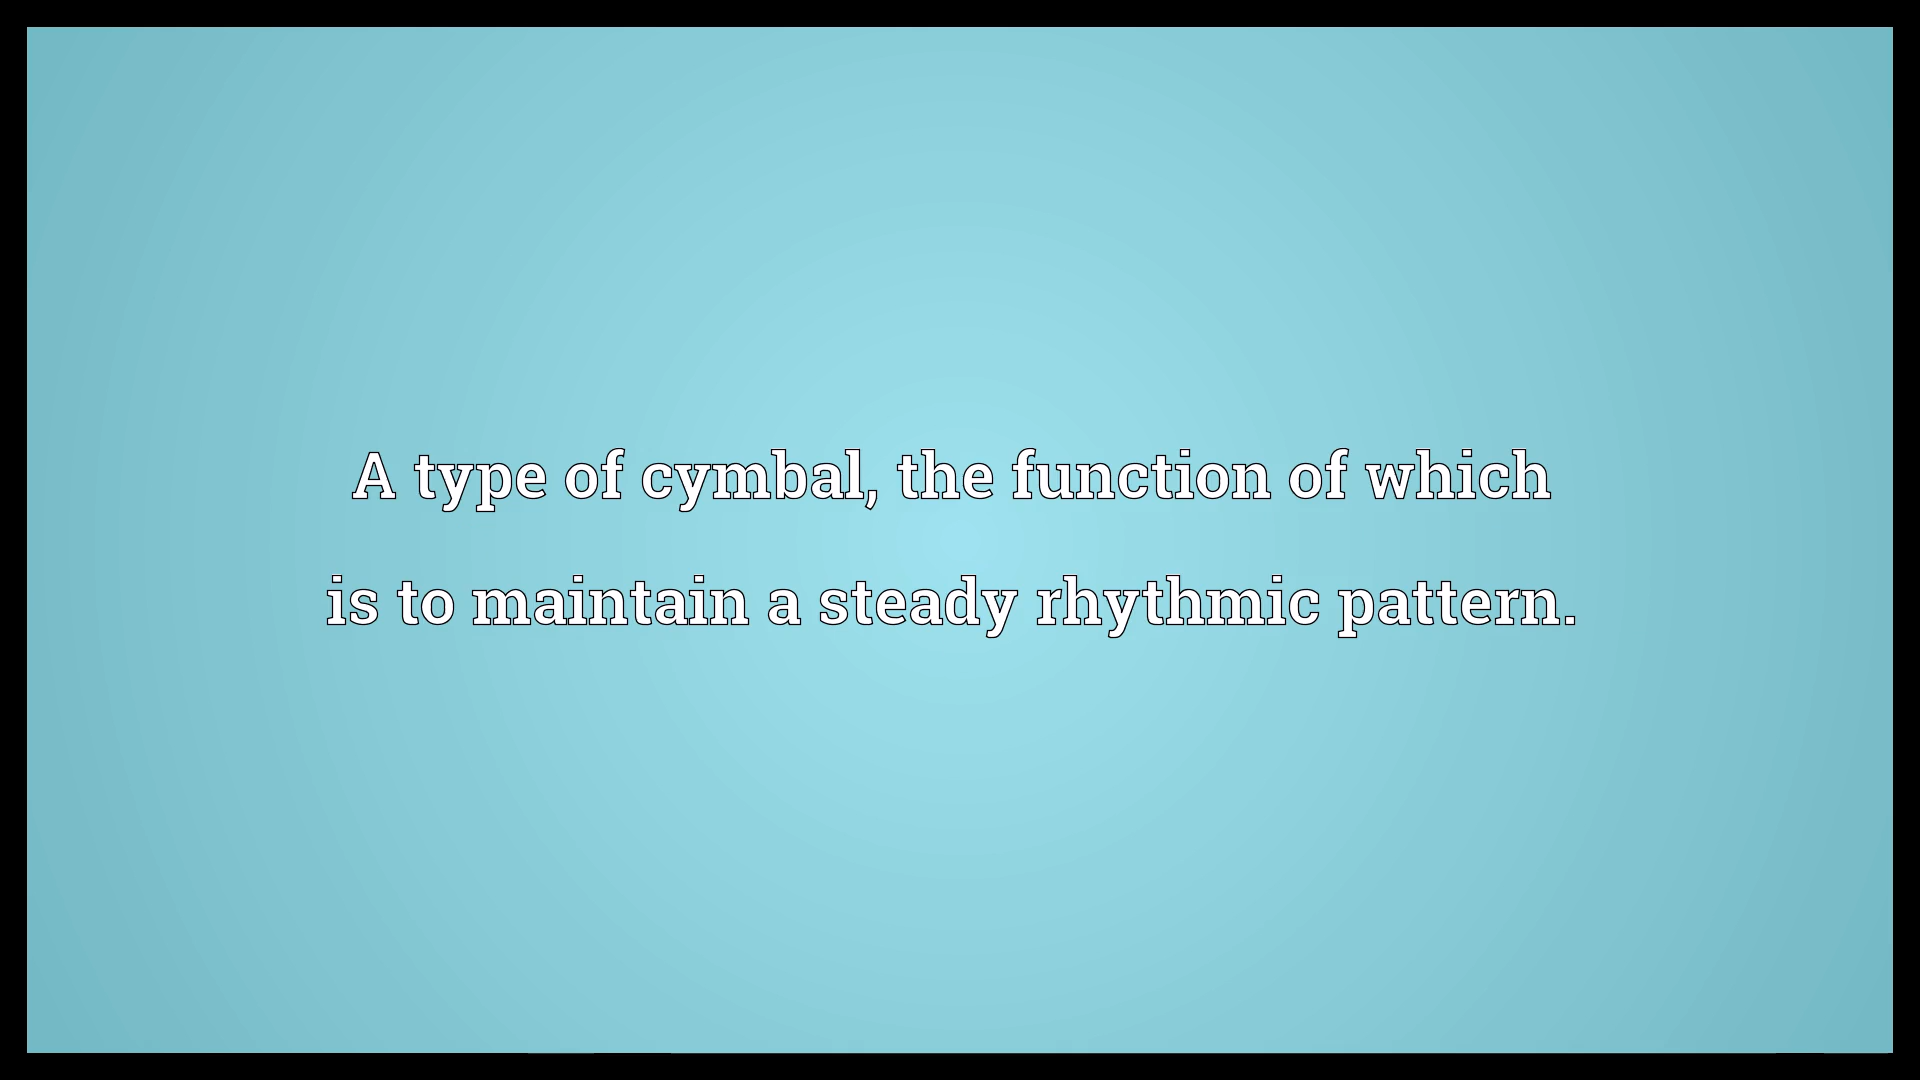 A type of cymbal, the function of which
is to maintain a steady rhythmic pattern.